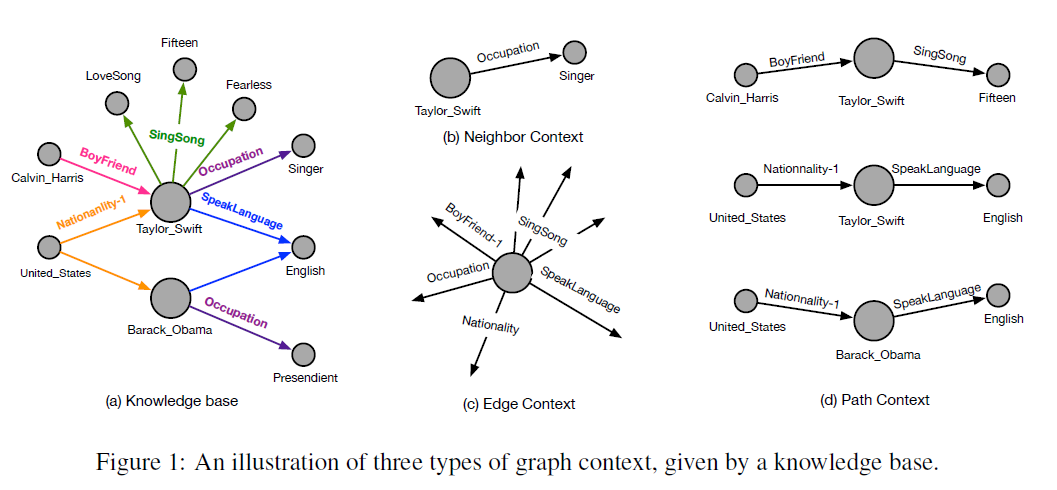 Fifteen
LoveSong
Fearless
SingSong
BoyFriend
Occupation
Calvin_Harris
Singer
Nationanlity-1
SpeakLanguage
Taylor_Swift
United_States
English
Barack_Obama
Occupation
Presendient
(a) Knowledge base
Occupation
Singer
Taylor_Swift
(b) Neighbor Context
BoyFriend-1
SingSong
Occupation
SpeakLanguage
Nationality
(c) Edge Context
BoyFriend
SingSong
Calvin_Harris
Taylor_Swift
Fifteen
Nationnality-1
SpeakLanguage
United_States
Taylor_Swift
English
Nationnality-1
SpeakLanguage
United_States
English
Barack_Obama
(d) Path Context
Figure 1: An illustration of three types of graph context, given by a knowledge base.